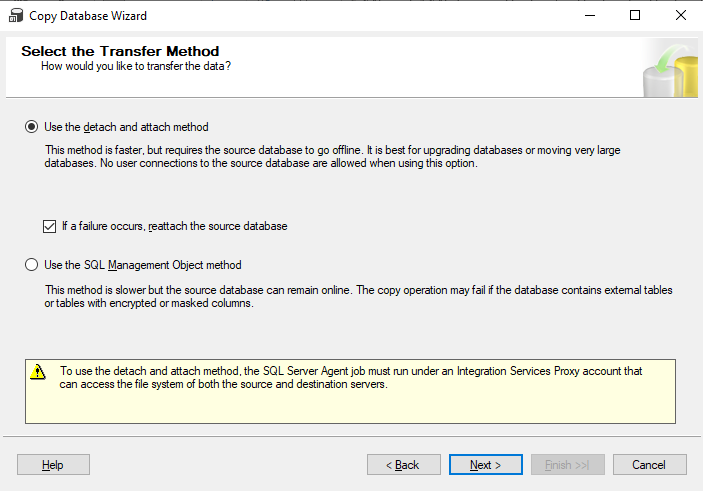 Copy Database Wizard
Select the Transfer Method
How would you like to transfer the data?
Use the detach and attach method
This method is faster, but requires the source database to go offline. It is best for upgrading databases or moving very large
databases. No user connections to the source database are allowed when using this option.
If a failure occurs, reattach the source database
Use the SQL Management Object method
This method is slower but the source database can remain online. The copy operation may fail if the database contains external tables
or tables with encrypted or masked columns.
To use the detach and attach method, the SQL Server Agent job must run under an Integration Services Proxy account that
can access the file system of both the source and destination servers.
Help
< Back
Next >
Finish >>|
Cancel